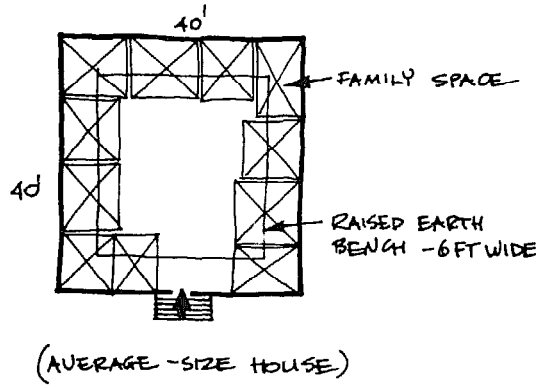 40'
FAMILY SPACE
40'
RAISED EARTH
BENCH - 6 FT WIDE
(AVERAGE - SIZE HOUSE)